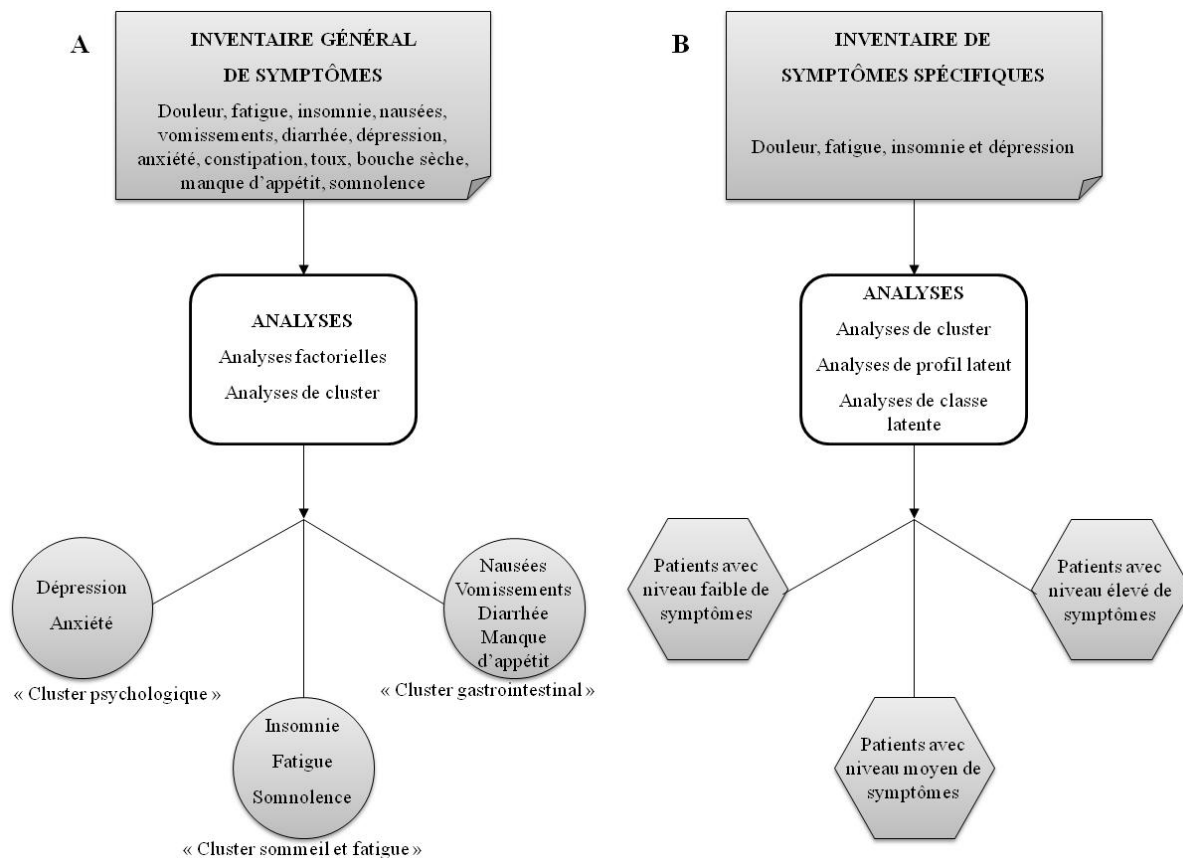 A
INVENTAIRE GÉNÉRAL
DE SYMPTÔMES
Douleur, fatigue, insomnie, nausées,
vomissements, diarrhée, dépression,
anxiété, constipation, toux, bouche sèche,
manque d'appétit, somnolence
ANALYSES
Analyses factorielles
Analyses de cluster
Dépression
Anxiété
« Cluster psychologique »
Insomnie
Fatigue
Somnolence
« Cluster sommeil et fatigue »
Nausées
Vomissements
Diarrhée
Manque
d'appétit
« Cluster gastrointestinal »
B
INVENTAIRE DE
SYMPTÔMES SPÉCIFIQUES
Douleur, fatigue, insomnie et dépression
ANALYSES
Analyses de cluster
Analyses de profil latent
Analyses de classe
latente
Patients avec
niveau faible de
symptômes
Patients avec
niveau moyen de
symptômes
Patients avec
niveau élevé de
symptômes